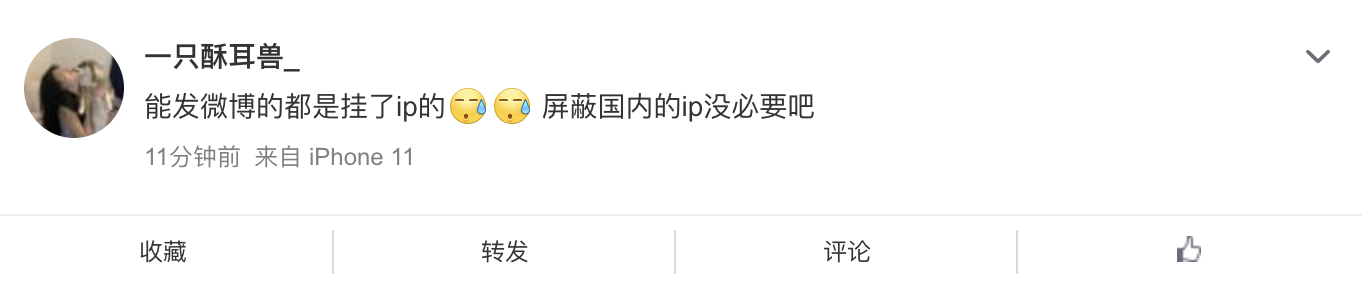 一只酥耳兽_
能发微博的都是挂了ip的😓😓 屏蔽国内的ip没必要吧
11分钟前 来自 iPhone 11
收藏
转发
评论